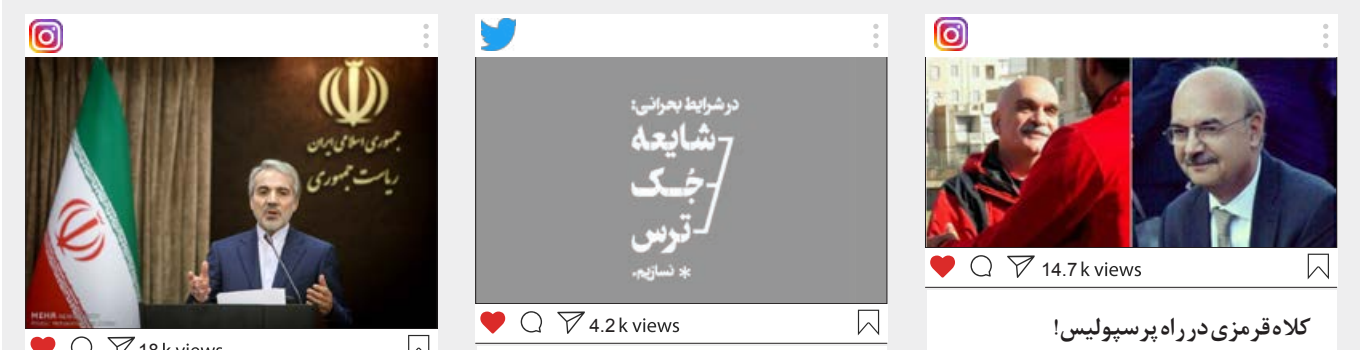 جمهوری اسلامی ایران
ریاست جمهوری
MEHR
18 k views
در شرایط بحرانی:
شایعه
جُک
ترس
* نسازیم.
4.2 k views
14.7 k views
کلاه‌قرمزی در راه پرسپولیس!